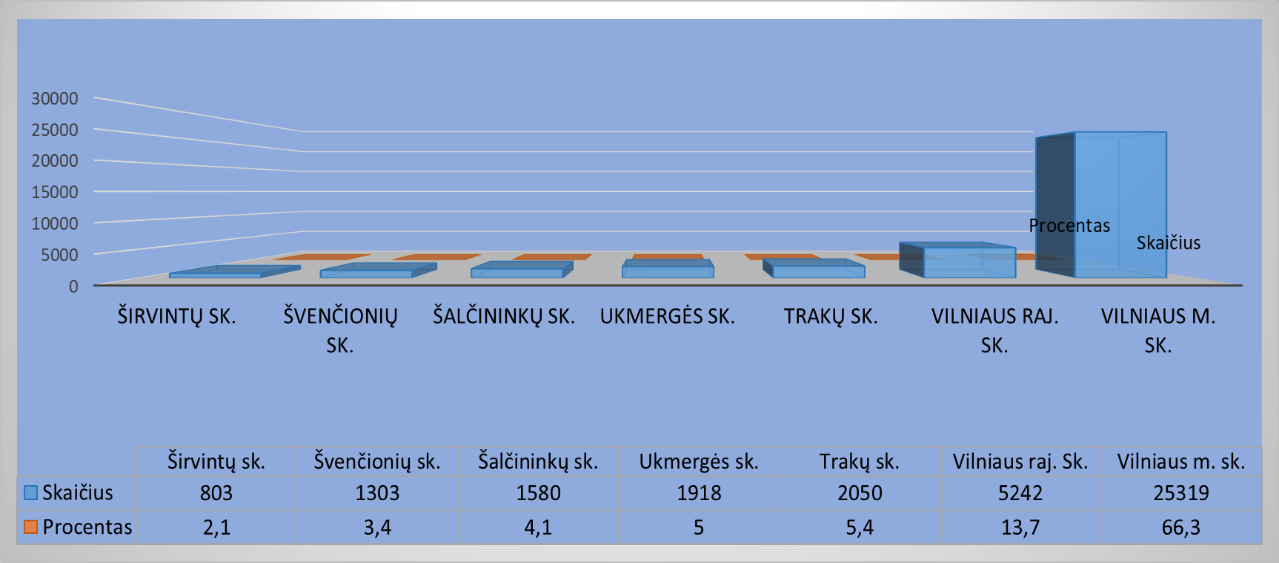 30000
25000
20000
15000
10000
5000
0
Procentas
Skaičius
ŠIRVINTŲ SK.
ŠVENČIONIŲ SK.
ŠALČININKŲ SK.
UKMERGĖS SK.
TRAKŲ SK.
VILNIAUS RAJ. SK.
VILNIAUS M. SK.
Širvintų sk. Švenčionių sk. Šalčininkų sk. Ukmergės sk. Trakų sk. Vilniaus raj. Sk. Vilniaus m. sk.
Skaičius 803 1303 1580 1918 2050 5242 25319
Procentas 2,1 3,4 4,1 5 5,4 13,7 66,3